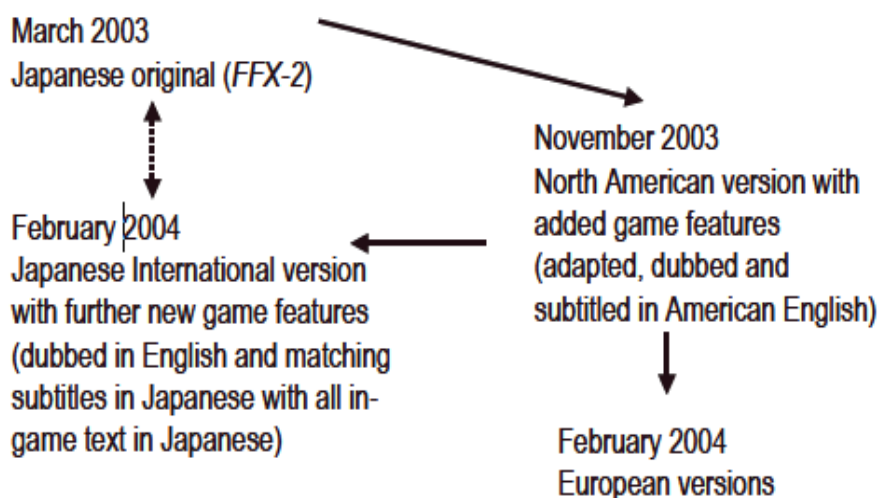 March 2003
Japanese original (FFX-2)
November 2003
North American version with
added game features
(adapted, dubbed and
subtitled in American English)
February 2004
Japanese International version
with further new game features
(dubbed in English and matching
subtitles in Japanese with all in-
game text in Japanese)
February 2004
European versions